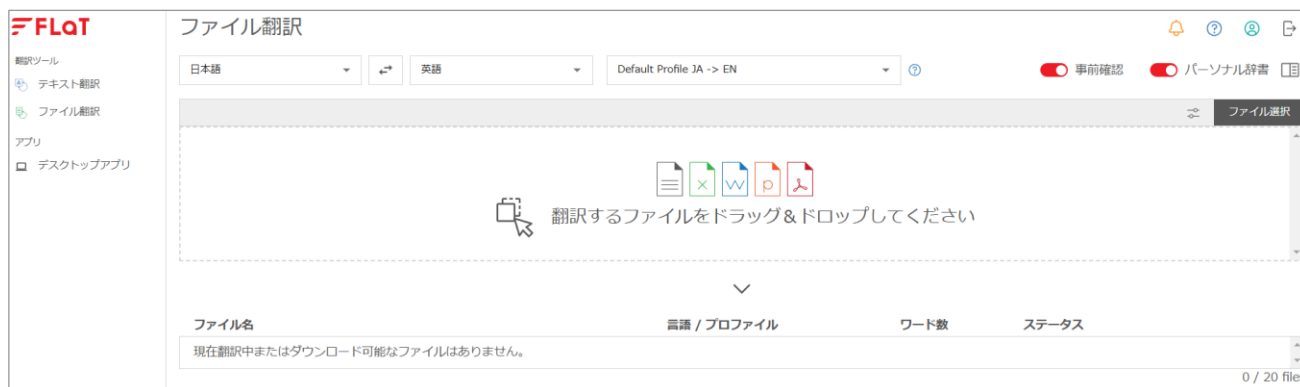 FLaT
ファイル翻訳
翻訳ツール
テキスト翻訳
ファイル翻訳
アプリ
デスクトップアプリ
日本語
英語
Default Profile JA -> EN
事前確認
パーソナル辞書
ファイル選択
翻訳するファイルをドラッグ&ドロップしてください
ファイル名 言語 / プロファイル ワード数 ステータス
現在翻訳中またはダウンロード可能なファイルはありません。
0 / 20 file